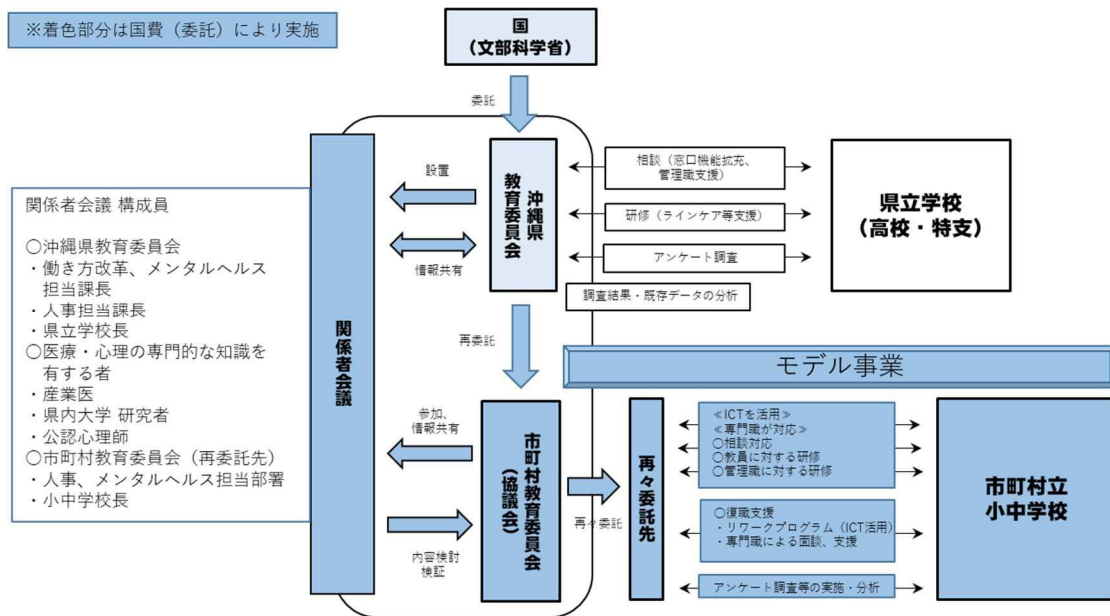 ※着色部分は国費（委託）により実施
国
（文部科学省）
委託
沖縄県
教育委員会
設置
情報共有
相談（窓口機能拡充、
管理職支援）
研修（ラインケア等支援）
アンケート調査
調査結果・既存データの分析
県立学校
（高校・特支）
関係者会議 構成員
○沖縄県教育委員会
・働き方改革、メンタルヘルス
担当課長
・人事担当課長
・県立学校長
○医療・心理の専門的な知識を
有する者
・産業医
・県内大学 研究者
・公認心理師
○市町村教育委員会（再委託先）
・人事、メンタルヘルス担当部署
・小中学校長
関係者会議
再委託
モデル事業
参加、
情報共有
内容検討
検証
市町村教育委員会
（協議会）
再々委託
再々委託先
≪ICTを活用≫
≪専門職が対応≫
○相談対応
○教員に対する研修
○管理職に対する研修
○復職支援
・リワークプログラム（ICT活用）
・専門職による面談、支援
アンケート調査等の実施・分析
市町村立
小中学校